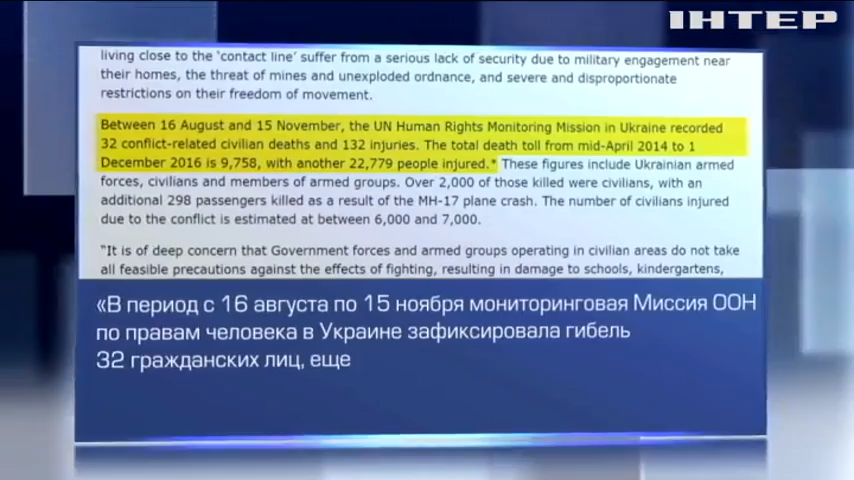 ІНТЕР
living close to the 'contact line' suffer from a serious lack of security due to military engagement near
their homes, the threat of mines and unexploded ordnance, and severe and disproportionate
restrictions on their freedom of movement.
Between 16 August and 15 November, the UN Human Rights Monitoring Mission in Ukraine recorded
32 conflict-related civilian deaths and 132 injuries. The total death toll from mid-April 2014 to 1
December 2016 is 9,758, with another 22,779 people injured.* These figures include Ukrainian armed
forces, civilians and members of armed groups. Over 2,000 of those killed were civilians, with an
additional 298 passengers killed as a result of the MH-17 plane crash. The number of civilians injured
due to the conflict is estimated at between 6,000 and 7,000.
"It is of deep concern that Government forces and armed groups operating in civilian areas do not take
all feasible precautions against the effects of fighting, resulting in damage to schools, kindergartens,
«В период с 16 августа по 15 ноября мониторинговая Миссия ООН
по правам человека в Украине зафиксировала гибель
32 гражданских лиц, еще